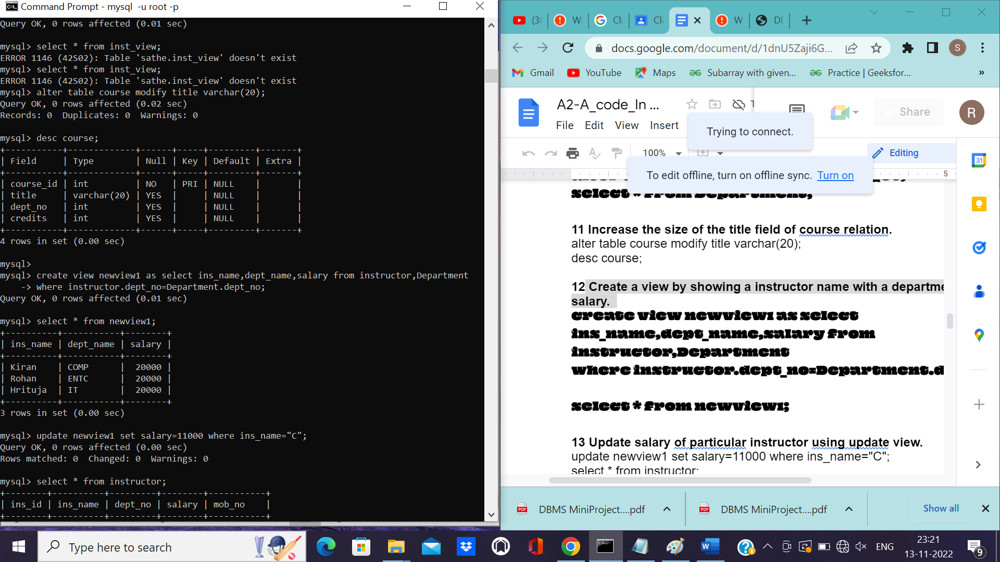 Command Prompt - mysql  -u root -p
Query OK, 0 rows affected (0.01 sec)
mysql> select * from inst_view;
ERROR 1146 (42S02): Table 'sathe.inst_view' doesn't exist
mysql> select * from inst_view;
ERROR 1146 (42S02): Table 'sathe.inst_view' doesn't exist
mysql> alter table course modify title varchar(20);
Query OK, 0 rows affected (0.02 sec)
Records: 0  Duplicates: 0  Warnings: 0
mysql> desc course;
+-----------+-------------+------+-----+---------+-------+
| Field     | Type        | Null | Key | Default | Extra |
+-----------+-------------+------+-----+---------+-------+
| course_id | int         | NO   | PRI | NULL    |       |
| title     | varchar(20) | YES  |     | NULL    |       |
| dept_no   | int         | YES  |     | NULL    |       |
| credits   | int         | YES  |     | NULL    |       |
+-----------+-------------+------+-----+---------+-------+
4 rows in set (0.00 sec)
mysql>
mysql> create view newview1 as select ins_name,dept_name,salary from instructor,Department
    -> where instructor.dept_no=Department.dept_no;
Query OK, 0 rows affected (0.01 sec)
mysql> select * from newview1;
+----------+-----------+--------+
| ins_name | dept_name | salary |
+----------+-----------+--------+
| Kiran    | COMP      |  20000 |
| Rohan    | ENTC      |  20000 |
| Hrituja  | IT        |  20000 |
+----------+-----------+--------+
3 rows in set (0.00 sec)
mysql> update newview1 set salary=11000 where ins_name="C";
Query OK, 0 rows affected (0.00 sec)
Rows matched: 0  Changed: 0  Warnings: 0
mysql> select * from instructor;
+--------+----------+---------+--------+-----------+
| ins_id | ins_name | dept_no | salary | mob_no    |
+--------+----------+---------+--------+-----------+
W
G
Cl
W
docs.google.com/document/d/1dnU5Zaji6G...
S
Gmail
YouTube
Maps
Subarray with given...
Practice | Geeksfor...
»
A2-A_code_In ...
Share
R
File Edit View Insert
Trying to connect.
100%
Editing
31
To edit offline, turn on offline sync. Turn on
5
select * from Department;
11 Increase the size of the title field of course relation.
alter table course modify title varchar(20);
desc course;
12 Create a view by showing a instructor name with a departme
salary.
create view newview1 as select
ins_name,dept_name,salary from
instructor,Department
where instructor.dept_no=Department.d
select * from newview1;
13 Update salary of particular instructor using update view.
update newview1 set salary=11000 where ins_name="C";
select * from instructor;
PDF
DBMS MiniProject....pdf
PDF
DBMS MiniProject....pdf
Show all
Type here to search
W
ENG
23:21
13-11-2022
9